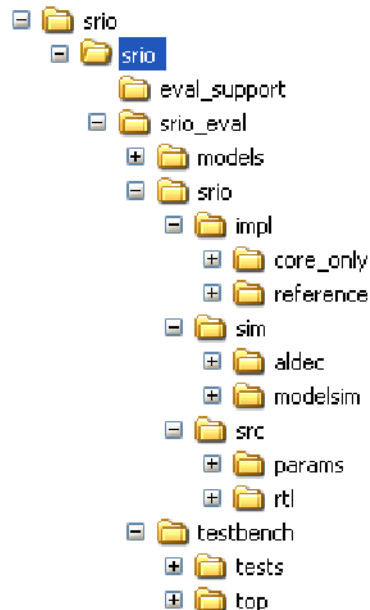 srio
srio
eval_support
srio_eval
models
srio
impl
core_only
reference
sim
aldec
modelsim
src
params
rtl
testbench
tests
top